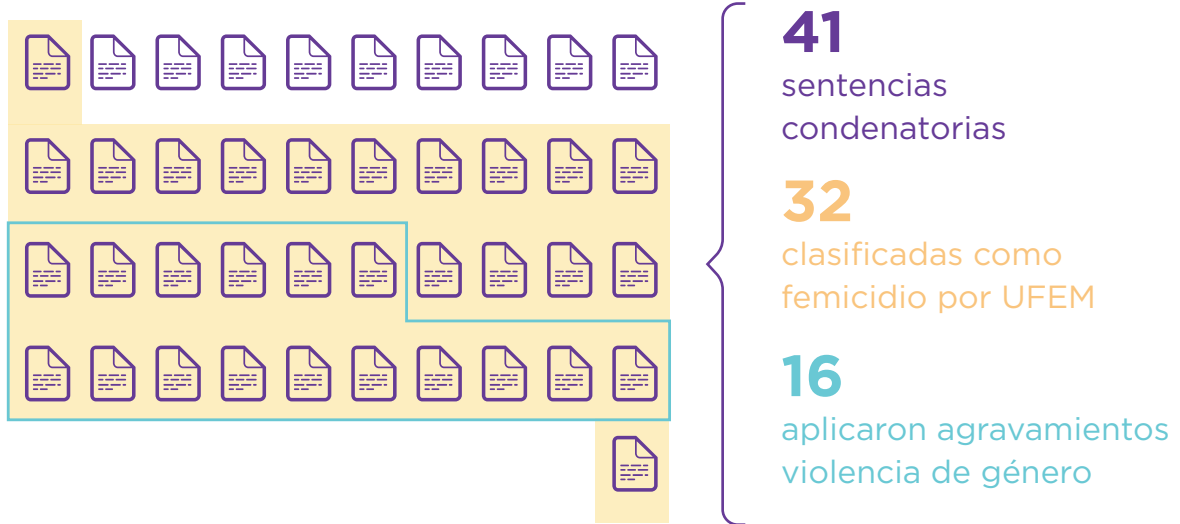 41
sentencias
condenatorias
32
clasificadas como
femicidio por UFEM
16
aplicaron agravamientos
violencia de género